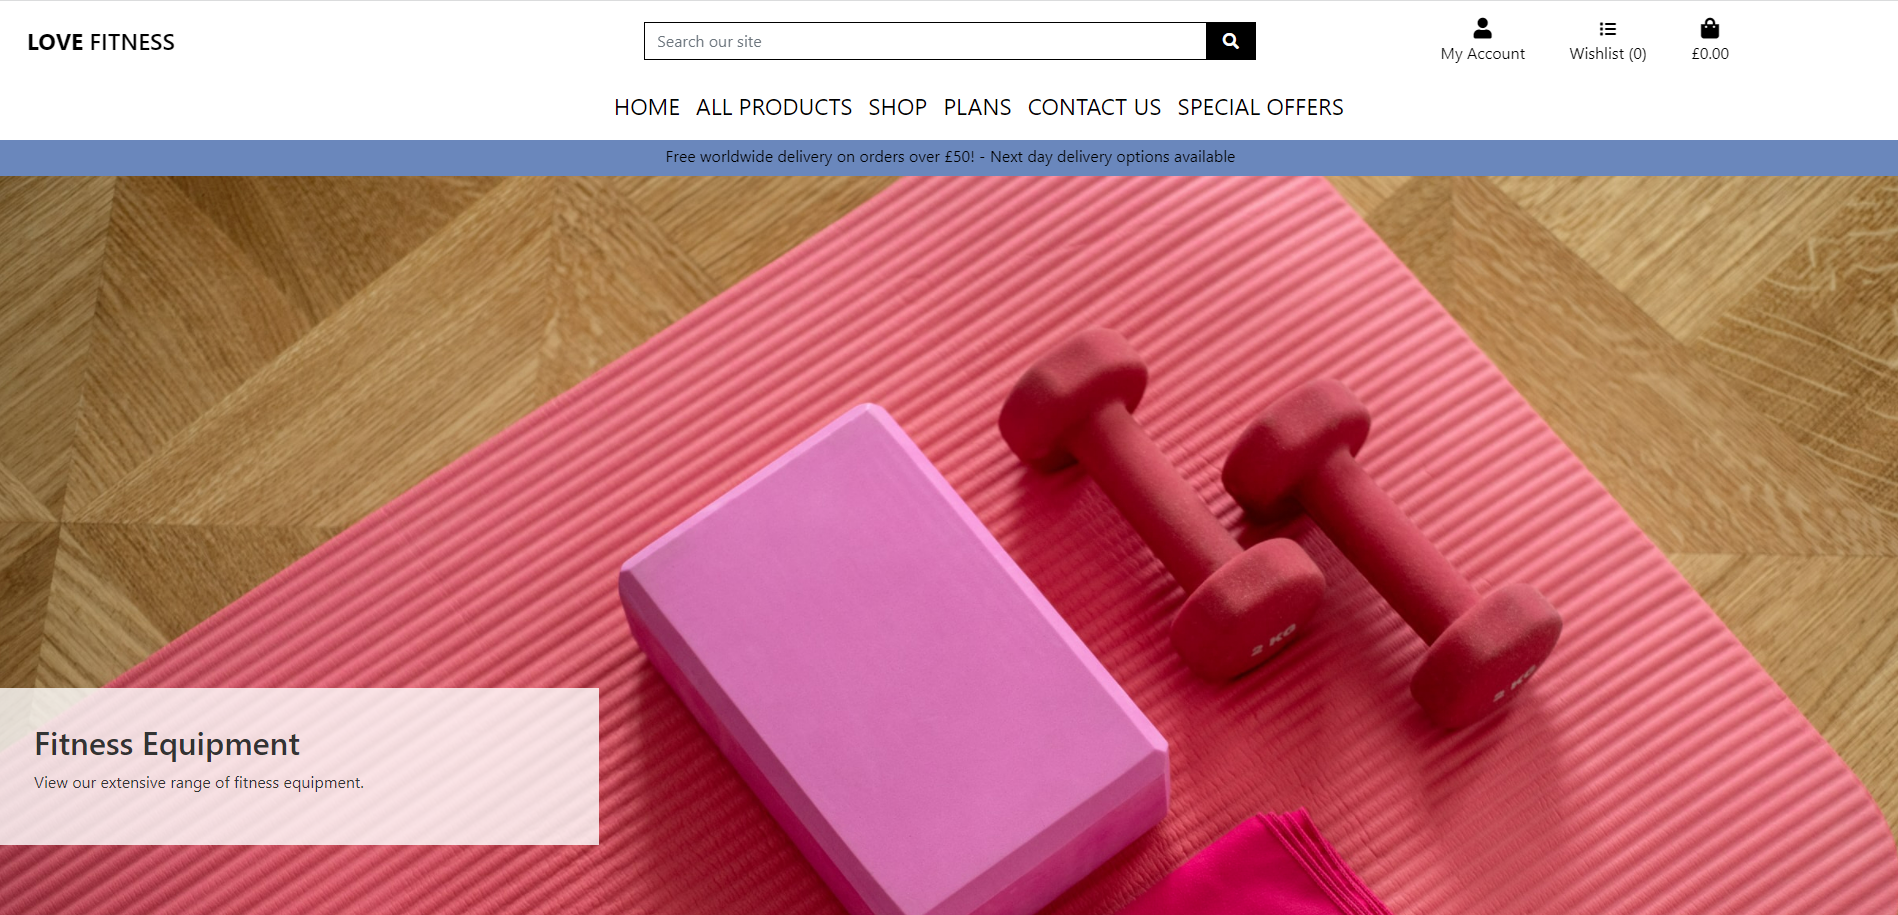 LOVE FITNESS
Search our site
My Account
Wishlist (0)
£0.00
HOME ALL PRODUCTS SHOP PLANS CONTACT US SPECIAL OFFERS
Free worldwide delivery on orders over £50! - Next day delivery options available
2 KG
2 KG
Fitness Equipment
View our extensive range of fitness equipment.